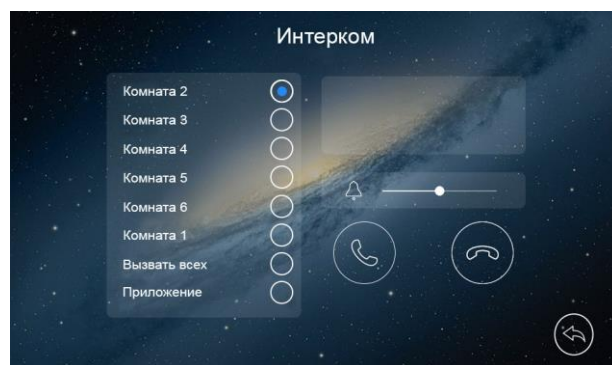 Интерком
Комната 2
Комната 3
Комната 4
Комната 5
Комната 6
Комната 1
Вызвать всех
Приложение